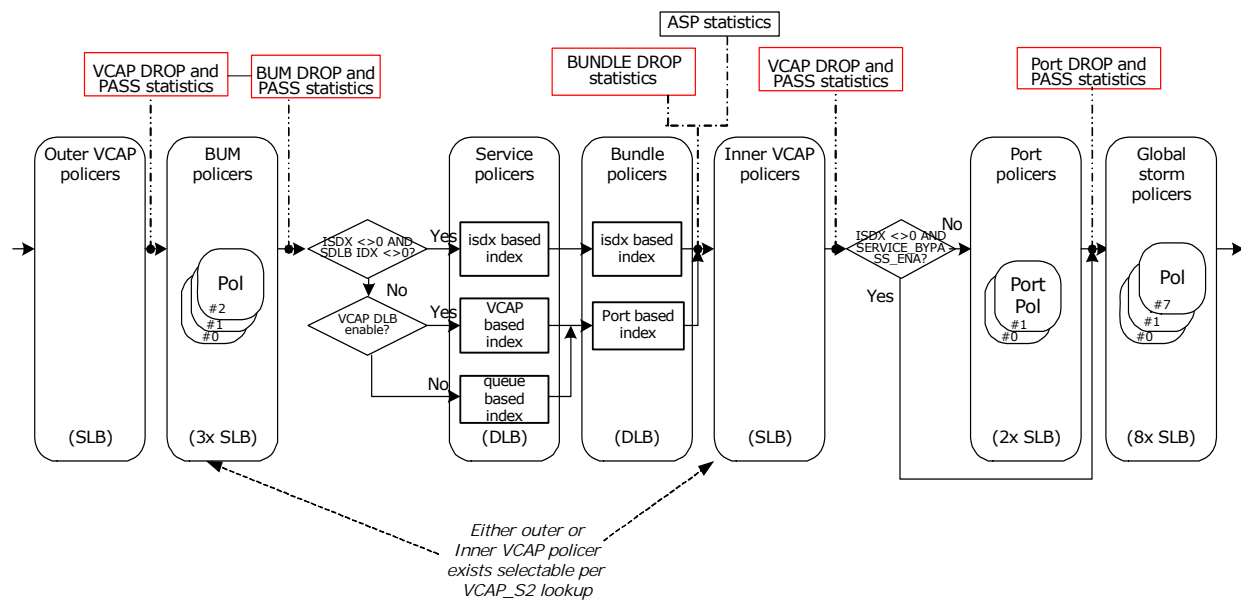 ASP statistics
VCAP DROP and
PASS statistics
BUM DROP and
PASS statistics
BUNDLE DROP
statistics
VCAP DROP and
PASS statistics
Port DROP and
PASS statistics
Outer VCAP
policers
(SLB)
BUM
policers
Pol
#2
#1
#0
(3x SLB)
ISDX <>0 AND
SDLB IDX <>0?
Yes
No
VCAP DLB
enable?
Yes
No
Service
policers
isdx based
index
VCAP
based
index
queue
based
index
(DLB)
Bundle
policers
isdx based
index
Port based
index
(DLB)
Inner VCAP
policers
(SLB)
ISDX <>0 AND
SERVICE_BYPA
SS_ENA?
No
Yes
Port
policers
Port
Pol
#1
#0
(2x SLB)
Global
storm
policers
Pol
#7
#1
#0
(8x SLB)
Either outer or
Inner VCAP policer
exists selectable per
VCAP_S2 lookup